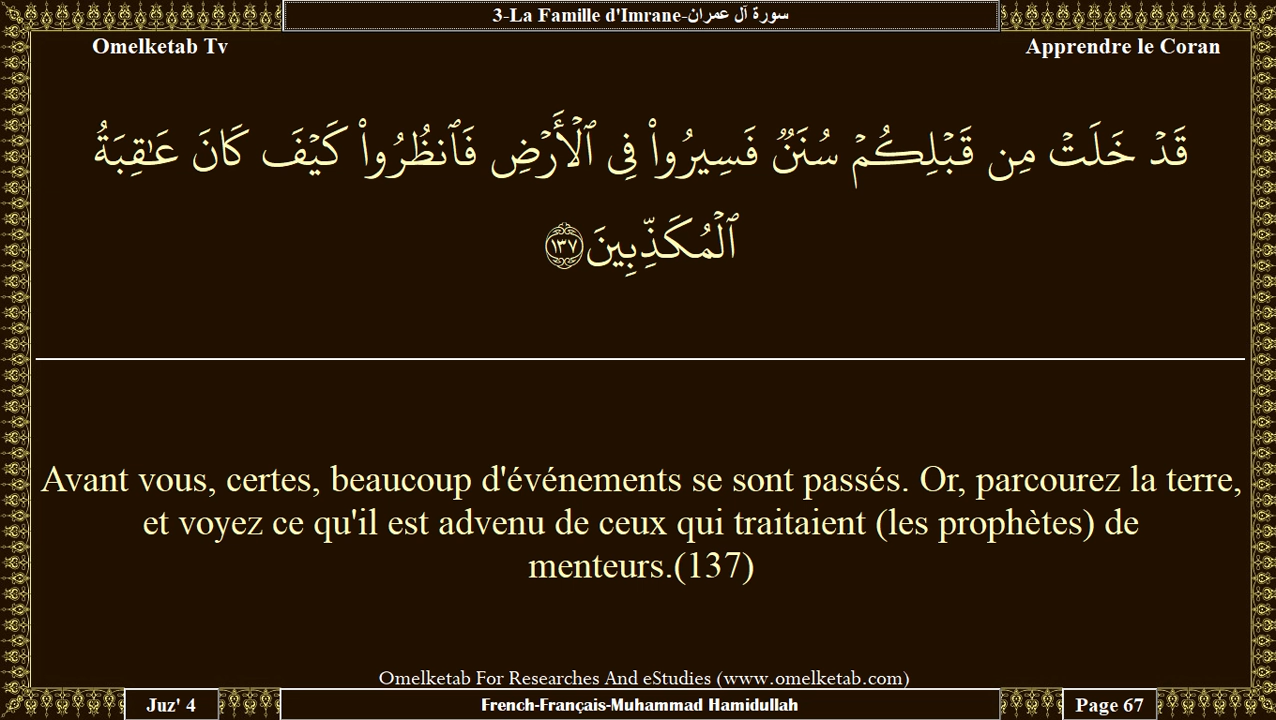 3-La Famille d'Imrane-سورة آل عمران
Omelketab Tv
Apprendre le Coran
قَدۡ خَلَتۡ مِن قَبۡلِكُمۡ سُنَنٞ فَسِيرُواْ فِي ٱلۡأَرۡضِ فَٱنظُرُواْ كَيۡفَ كَانَ عَٰقِبَةُ
ٱلۡمُكَذِّبِينَ ١٣٧
Avant vous, certes, beaucoup d'événements se sont passés. Or, parcourez la terre,
et voyez ce qu'il est advenu de ceux qui traitaient (les prophètes) de
menteurs.(137)
Omelketab For Researches And eStudies (www.omelketab.com)
Juz' 4
French-Français-Muhammad Hamidullah
Page 67